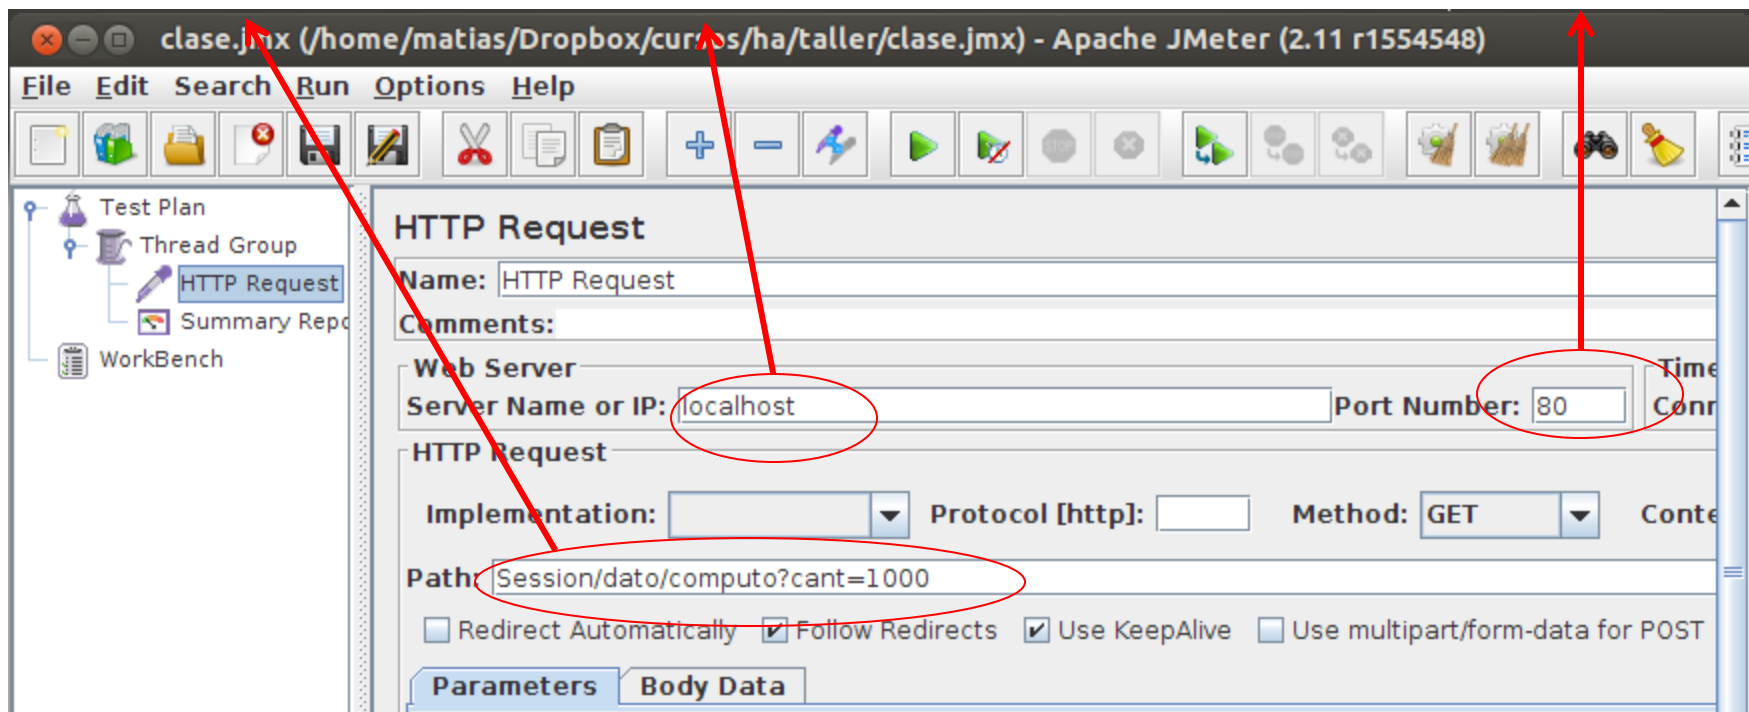 clase.jmx (/home/matias/Dropbox/cursos/ha/taller/clase.jmx) - Apache JMeter (2.11 r1554548)
File Edit Search Run Options Help
STOP
Test Plan
Thread Group
HTTP Request
Summary Repo
WorkBench
HTTP Request
Name: HTTP Request
Comments:
Web Server
Time
Server Name or IP: localhost Port Number: 80
Conn
HTTP Request
Implementation: Protocol [http]: Method: GET Conte
Path: Session/dato/computo?cant=1000
Redirect Automatically Follow Redirects Use KeepAlive Use multipart/form-data for POST
Parameters Body Data